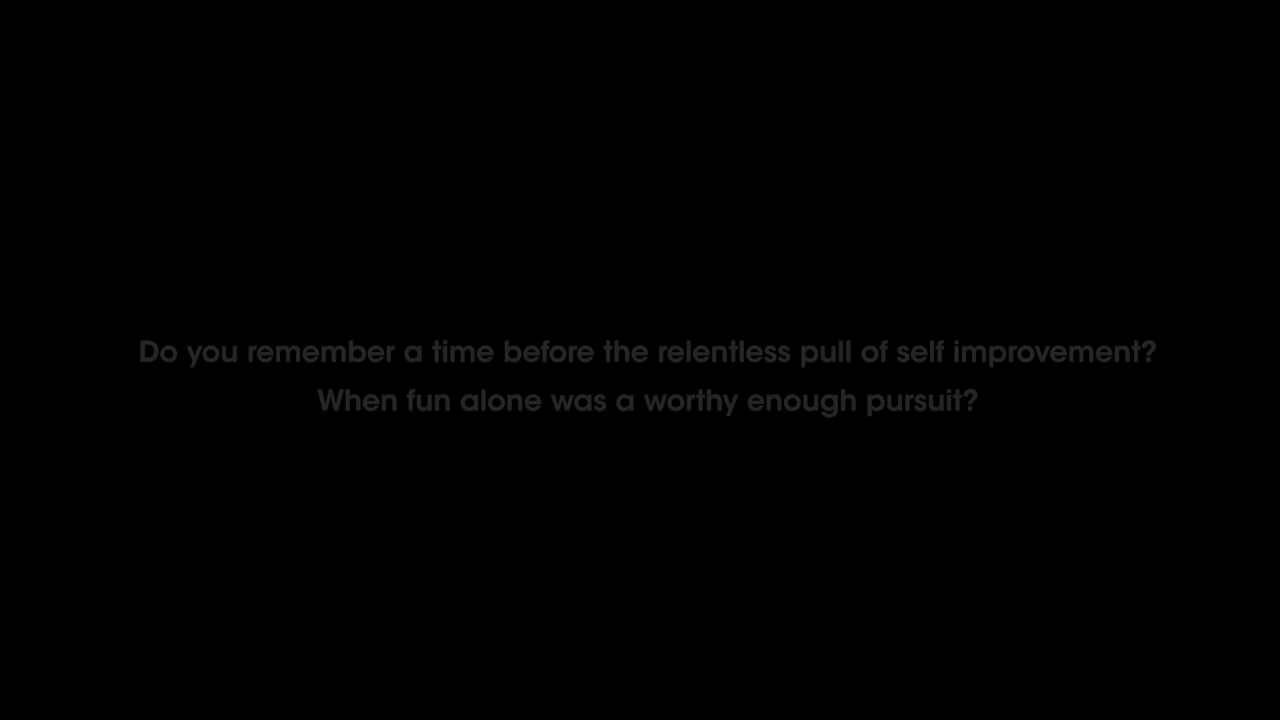 Do you remember a time before the relentless pull of self improvement?
When fun alone was a worthy enough pursuit?